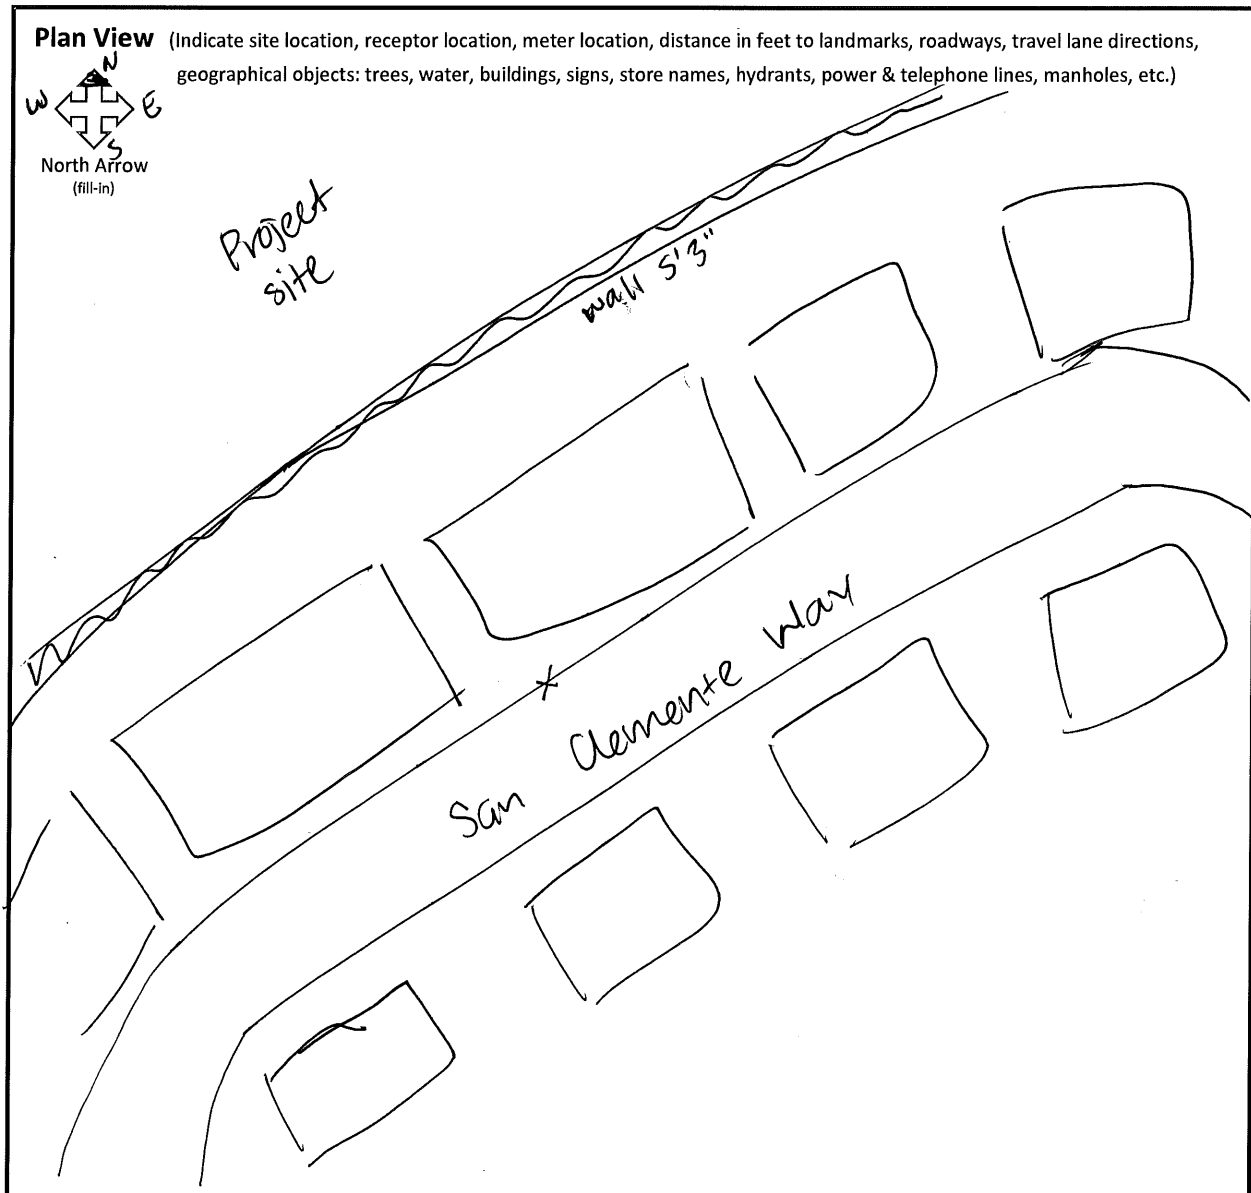 Plan View (Indicate site location, receptor location, meter location, distance in feet to landmarks, roadways, travel lane directions,
geographical objects: trees, water, buildings, signs, store names, hydrants, power & telephone lines, manholes, etc.)
N
W E
S
North Arrow
(fill-in)
Project
site
wall 5'3"
X
San Clemente Way